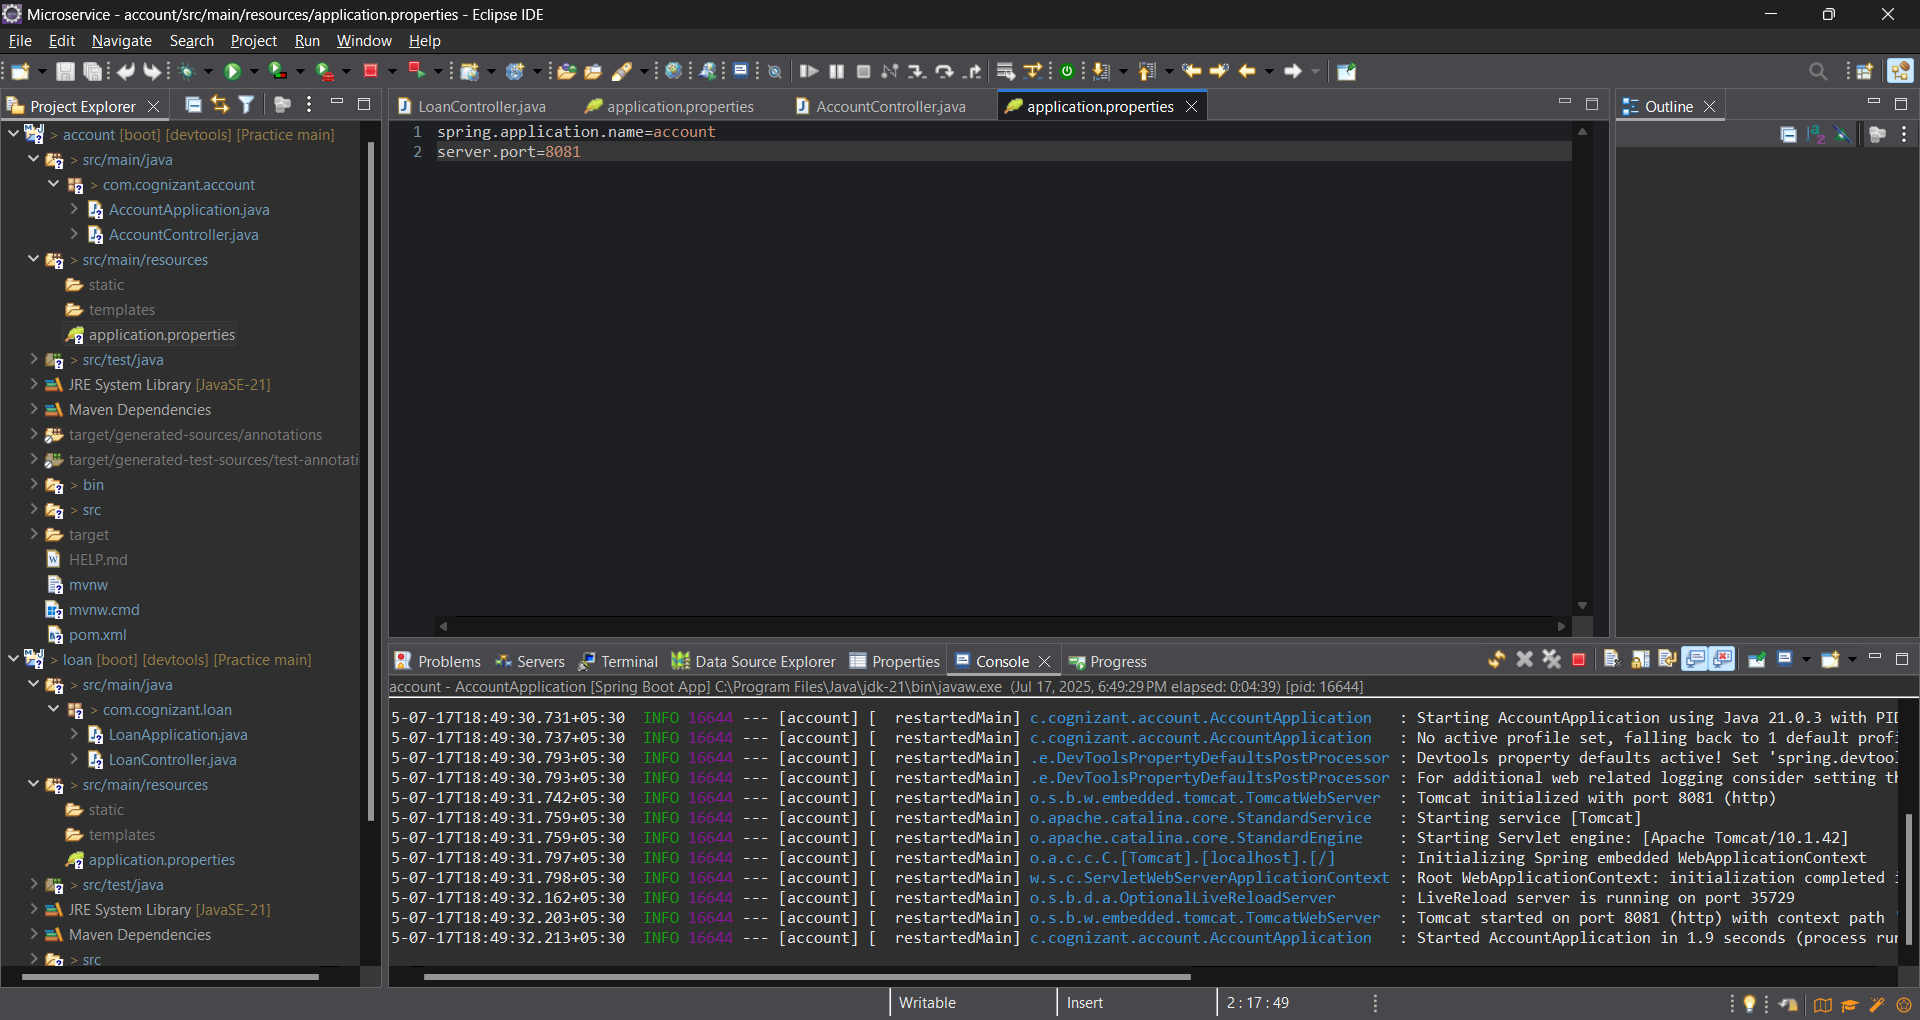 Microservice - account/src/main/resources/application.properties - Eclipse IDE
File Edit Navigate Search Project Run Window Help
Project Explorer
> account [boot] [devtools] [Practice main]
> src/main/java
> com.cognizant.account
AccountApplication.java
AccountController.java
> src/main/resources
static
templates
application.properties
> src/test/java
JRE System Library [JavaSE-21]
Maven Dependencies
target/generated-sources/annotations
target/generated-test-sources/test-annotati
> bin
> src
target
HELP.md
mvnw
mvnw.cmd
pom.xml
> loan [boot] [devtools] [Practice main]
> src/main/java
> com.cognizant.loan
LoanApplication.java
LoanController.java
> src/main/resources
static
templates
application.properties
> src/test/java
JRE System Library [JavaSE-21]
Maven Dependencies
> src
LoanController.java application.properties AccountController.java application.properties
1 spring.application.name=account
2 server.port=8081
Outline
Problems Servers Terminal Data Source Explorer Properties Console Progress
account - AccountApplication [Spring Boot App] C:\Program Files\Java\jdk-21\bin\javaw.exe (Jul 17, 2025, 6:49:29 PM elapsed: 0:04:39) [pid: 16644]
5-07-17T18:49:30.731+05:30 INFO 16644 --- [account] [ restartedMain] c.cognizant.account.AccountApplication : Starting AccountApplication using Java 21.0.3 with PID
5-07-17T18:49:30.737+05:30 INFO 16644 --- [account] [ restartedMain] c.cognizant.account.AccountApplication : No active profile set, falling back to 1 default profi
5-07-17T18:49:30.793+05:30 INFO 16644 --- [account] [ restartedMain] .e.DevToolsPropertyDefaultsPostProcessor : Devtools property defaults active! Set 'spring.devtool
5-07-17T18:49:30.793+05:30 INFO 16644 --- [account] [ restartedMain] .e.DevToolsPropertyDefaultsPostProcessor : For additional web related logging consider setting th
5-07-17T18:49:31.742+05:30 INFO 16644 --- [account] [ restartedMain] o.s.b.w.embedded.tomcat.TomcatWebServer : Tomcat initialized with port 8081 (http)
5-07-17T18:49:31.759+05:30 INFO 16644 --- [account] [ restartedMain] o.apache.catalina.core.StandardService : Starting service [Tomcat]
5-07-17T18:49:31.759+05:30 INFO 16644 --- [account] [ restartedMain] o.apache.catalina.core.StandardEngine : Starting Servlet engine: [Apache Tomcat/10.1.42]
5-07-17T18:49:31.797+05:30 INFO 16644 --- [account] [ restartedMain] o.a.c.c.C.[Tomcat].[localhost].[/] : Initializing Spring embedded WebApplicationContext
5-07-17T18:49:31.798+05:30 INFO 16644 --- [account] [ restartedMain] w.s.c.ServletWebServerApplicationContext : Root WebApplicationContext: initialization completed i
5-07-17T18:49:32.162+05:30 INFO 16644 --- [account] [ restartedMain] o.s.b.d.a.OptionalLiveReloadServer : LiveReload server is running on port 35729
5-07-17T18:49:32.203+05:30 INFO 16644 --- [account] [ restartedMain] o.s.b.w.embedded.tomcat.TomcatWebServer : Tomcat started on port 8081 (http) with context path '
5-07-17T18:49:32.213+05:30 INFO 16644 --- [account] [ restartedMain] c.cognizant.account.AccountApplication : Started AccountApplication in 1.9 seconds (process run
Writable Insert 2 : 17 : 49